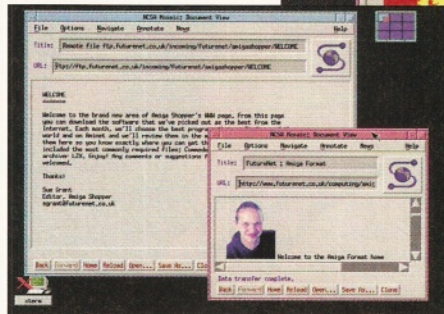 NCSA Mosaic: Document View
File Options Navigate Annotate News Help
Title: Remote file ftp.futurenet.co.uk/incoming/futurenet/amigashopper/WELCOME
URL: ftp://ftp.futurenet.co.uk/incoming/futurenet/amigashopper/WELCOME
WELCOME
Welcome to the brand new area of Amiga Shopper's WWW page, from this page
you can download the software that we've picked out as the best from the
Internet. Each month, we'll choose the best
world and on Aminet and we'll review them in the
them here so you know exactly where you can get
included the most commonly required files;
archiver LZX. Enjoy! Any comments or suggestions
welcomed.
Thanks!
Sue Grant
Editor, Amiga Shopper
sgrant@futurenet.co.uk
Back Forward Home Reload Open... Save As...
NCSA Mosaic: Document View
File Options Navigate Annotate News Help
Title: FutureNet : Amiga Format
URL: http://www.futurenet.co.uk/computing/
Welcome to the Amiga Format home
Data transfer complete.
Back Forward Home Reload Open... Save As... Clone
xterm